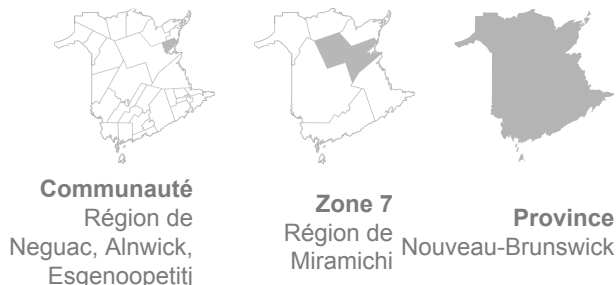 Communauté
Région de
Neguac, Alnwick,
Esgenoopetitj
Zone 7
Région de
Miramichi
Province
Nouveau-Brunswick